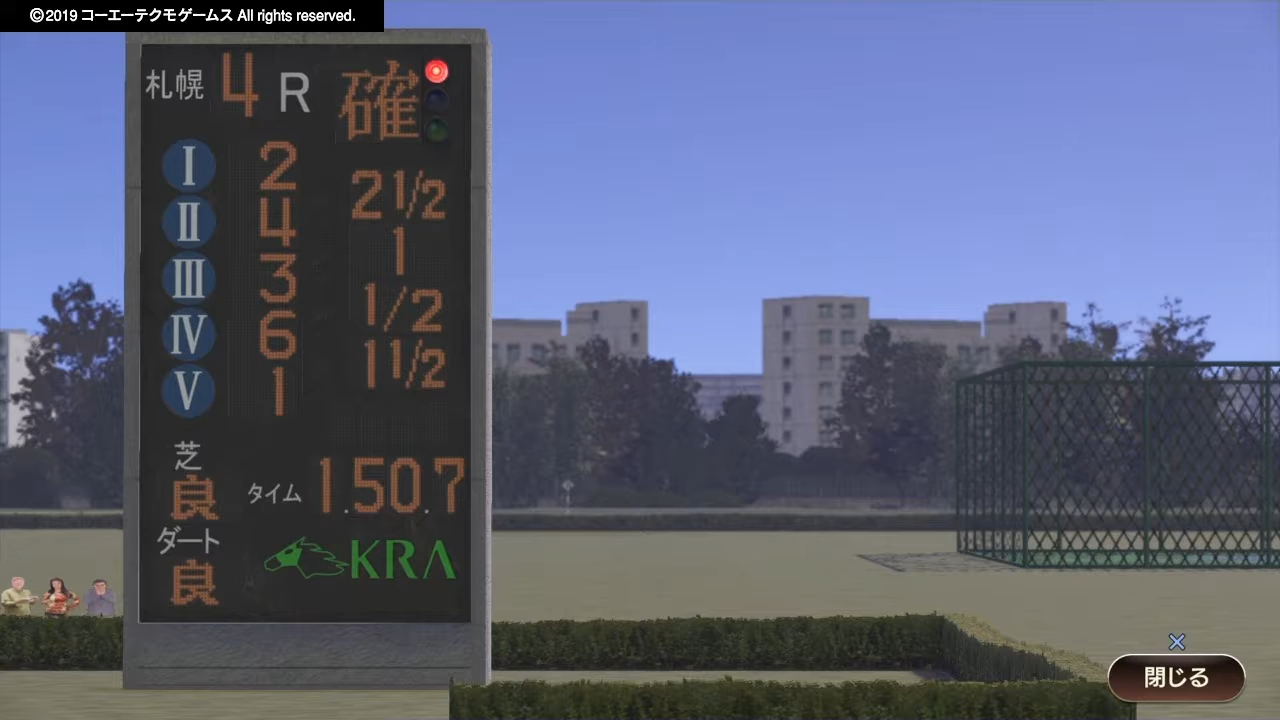 ©2019 コーエーテクモゲームス All rights reserved.
札幌 4 R 確
Ⅰ 2
2 1/2
Ⅱ 4
1
Ⅲ 3
1/2
Ⅳ 6
1 1/2
Ⅴ 1
芝
良
タイム 1.50.7
ダート
良
KRA
×
閉じる